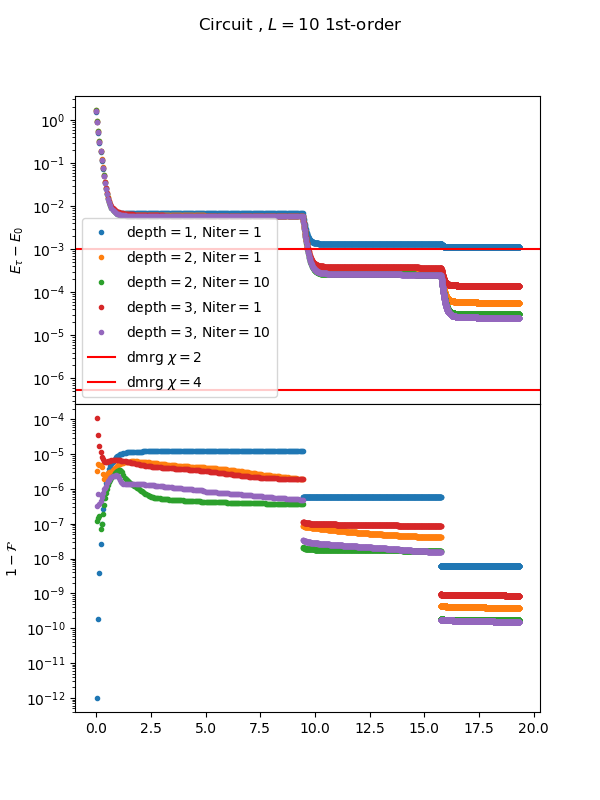 Circuit , L = 10 1st-order
10^0
10^-1
10^-2
10^-3
10^-4
10^-5
10^-6
E_τ − E_0
depth = 1, Niter = 1
depth = 2, Niter = 1
depth = 2, Niter = 10
depth = 3, Niter = 1
depth = 3, Niter = 10
dmrg χ = 2
dmrg χ = 4
10^-4
10^-5
10^-6
10^-7
10^-8
10^-9
10^-10
10^-11
10^-12
1 − ℱ
0.0 2.5 5.0 7.5 10.0 12.5 15.0 17.5 20.0